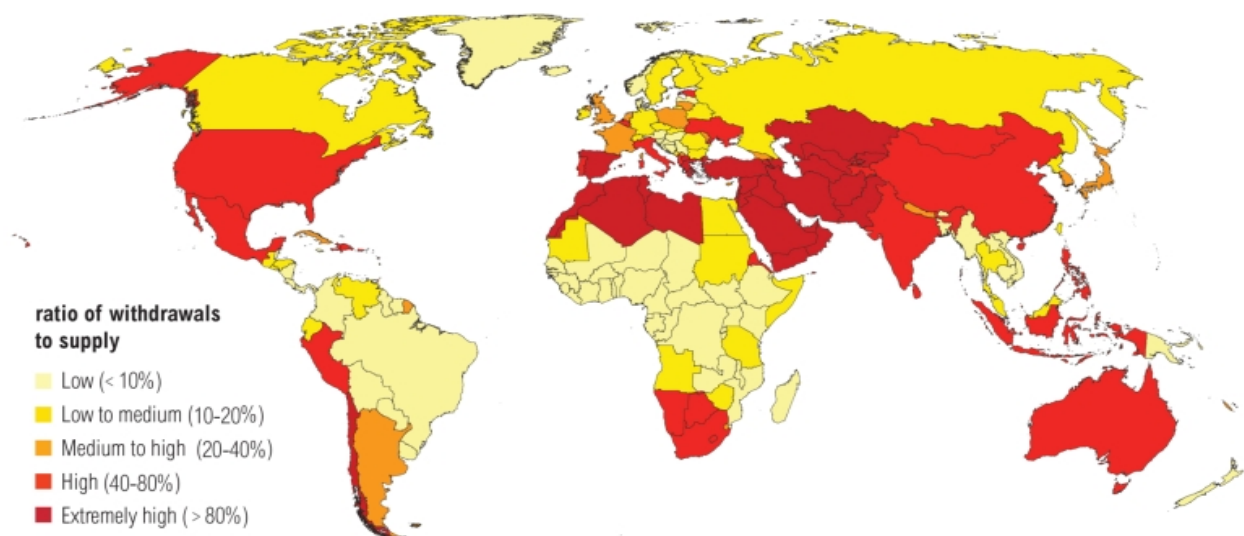 ratio of withdrawals
to supply
Low (< 10%)
Low to medium (10-20%)
Medium to high (20-40%)
High (40-80%)
Extremely high ( > 80%)